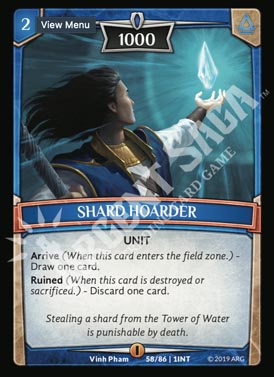 2 View Menu
1000
SHARD HOARDER
UNIT
Arrive (When this card enters the field zone.) -
Draw one card.
Ruined (When this card is destroyed or
sacrificed.) - Discard one card.
Stealing a shard from the Tower of Water
is punishable by death.
Vinh Pham 58/86 | 1INT © 2019 ARG